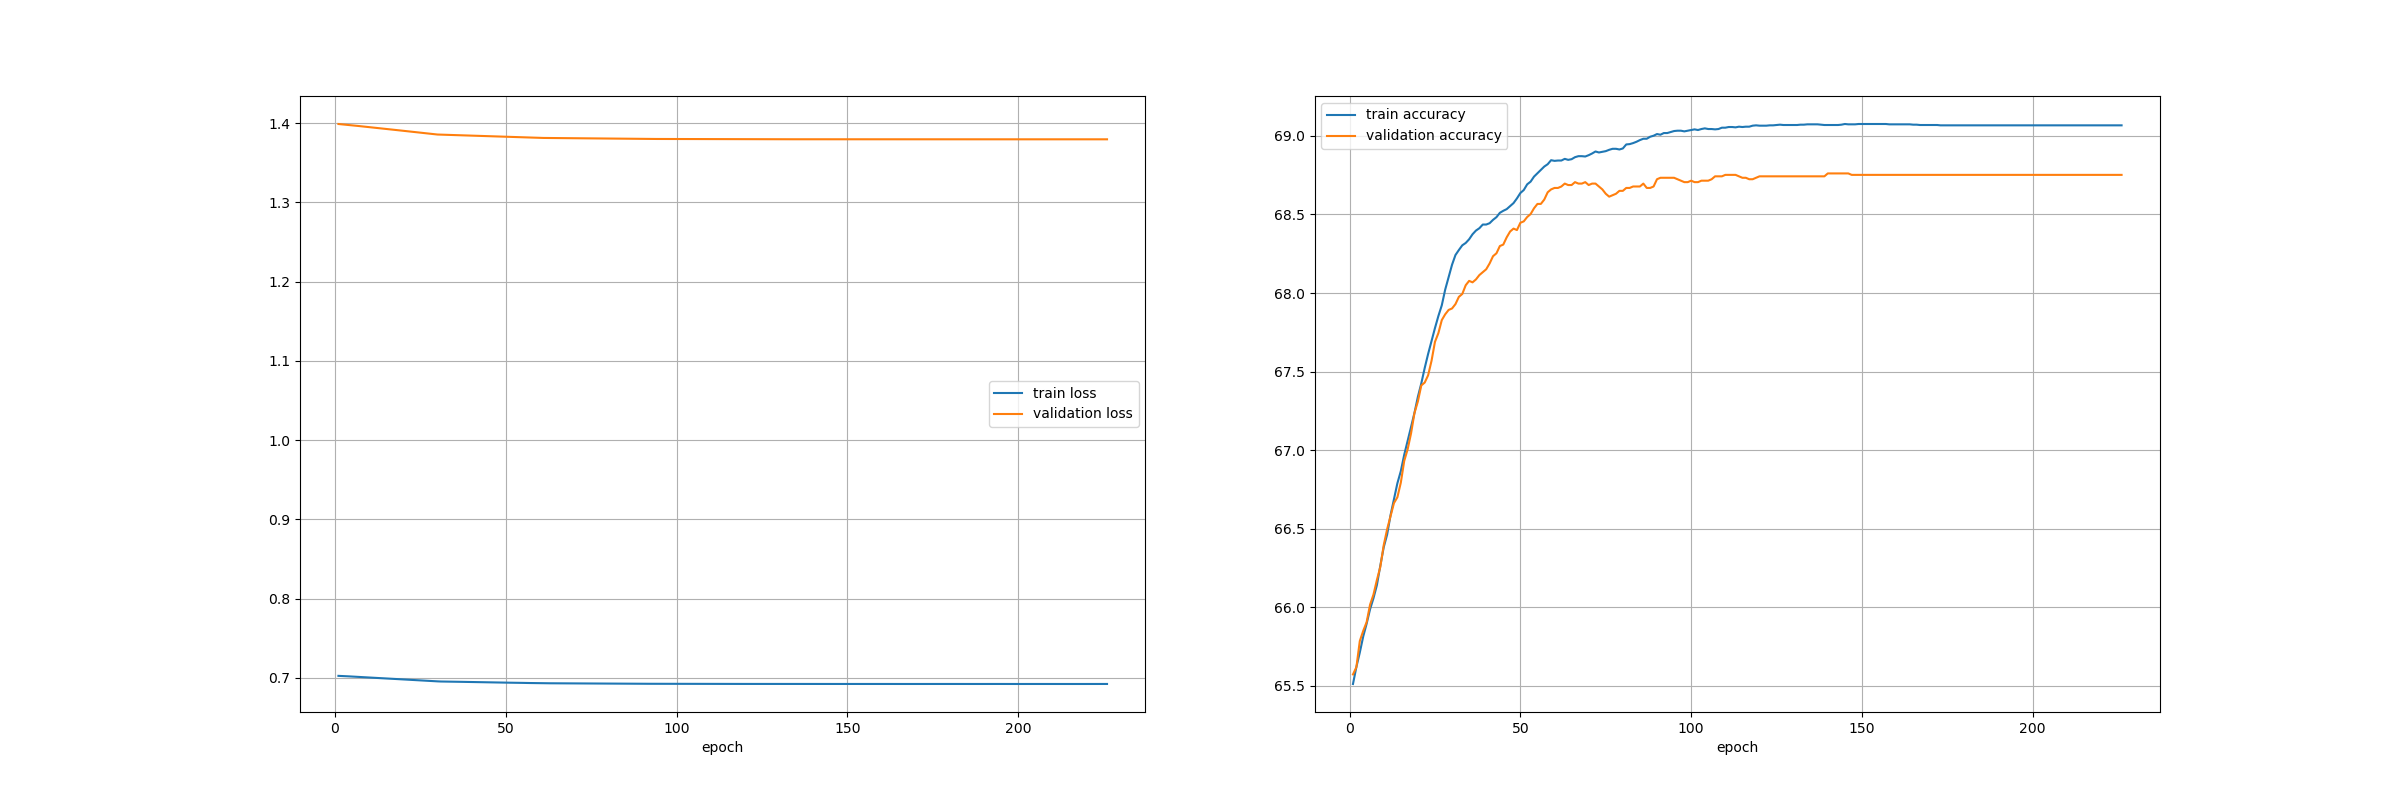 1.4
1.3
1.2
1.1
1.0
0.9
0.8
0.7
0 50 100 150 200
epoch
train loss
validation loss
69.0
68.5
68.0
67.5
67.0
66.5
66.0
65.5
0 50 100 150 200
epoch
train accuracy
validation accuracy